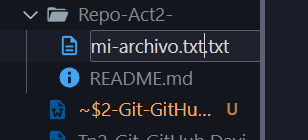 Repo-Act2-
mi-archivo.txt.txt
README.md
~$2-Git-GitHu... U
Tp2-Git-GitHub-Davi